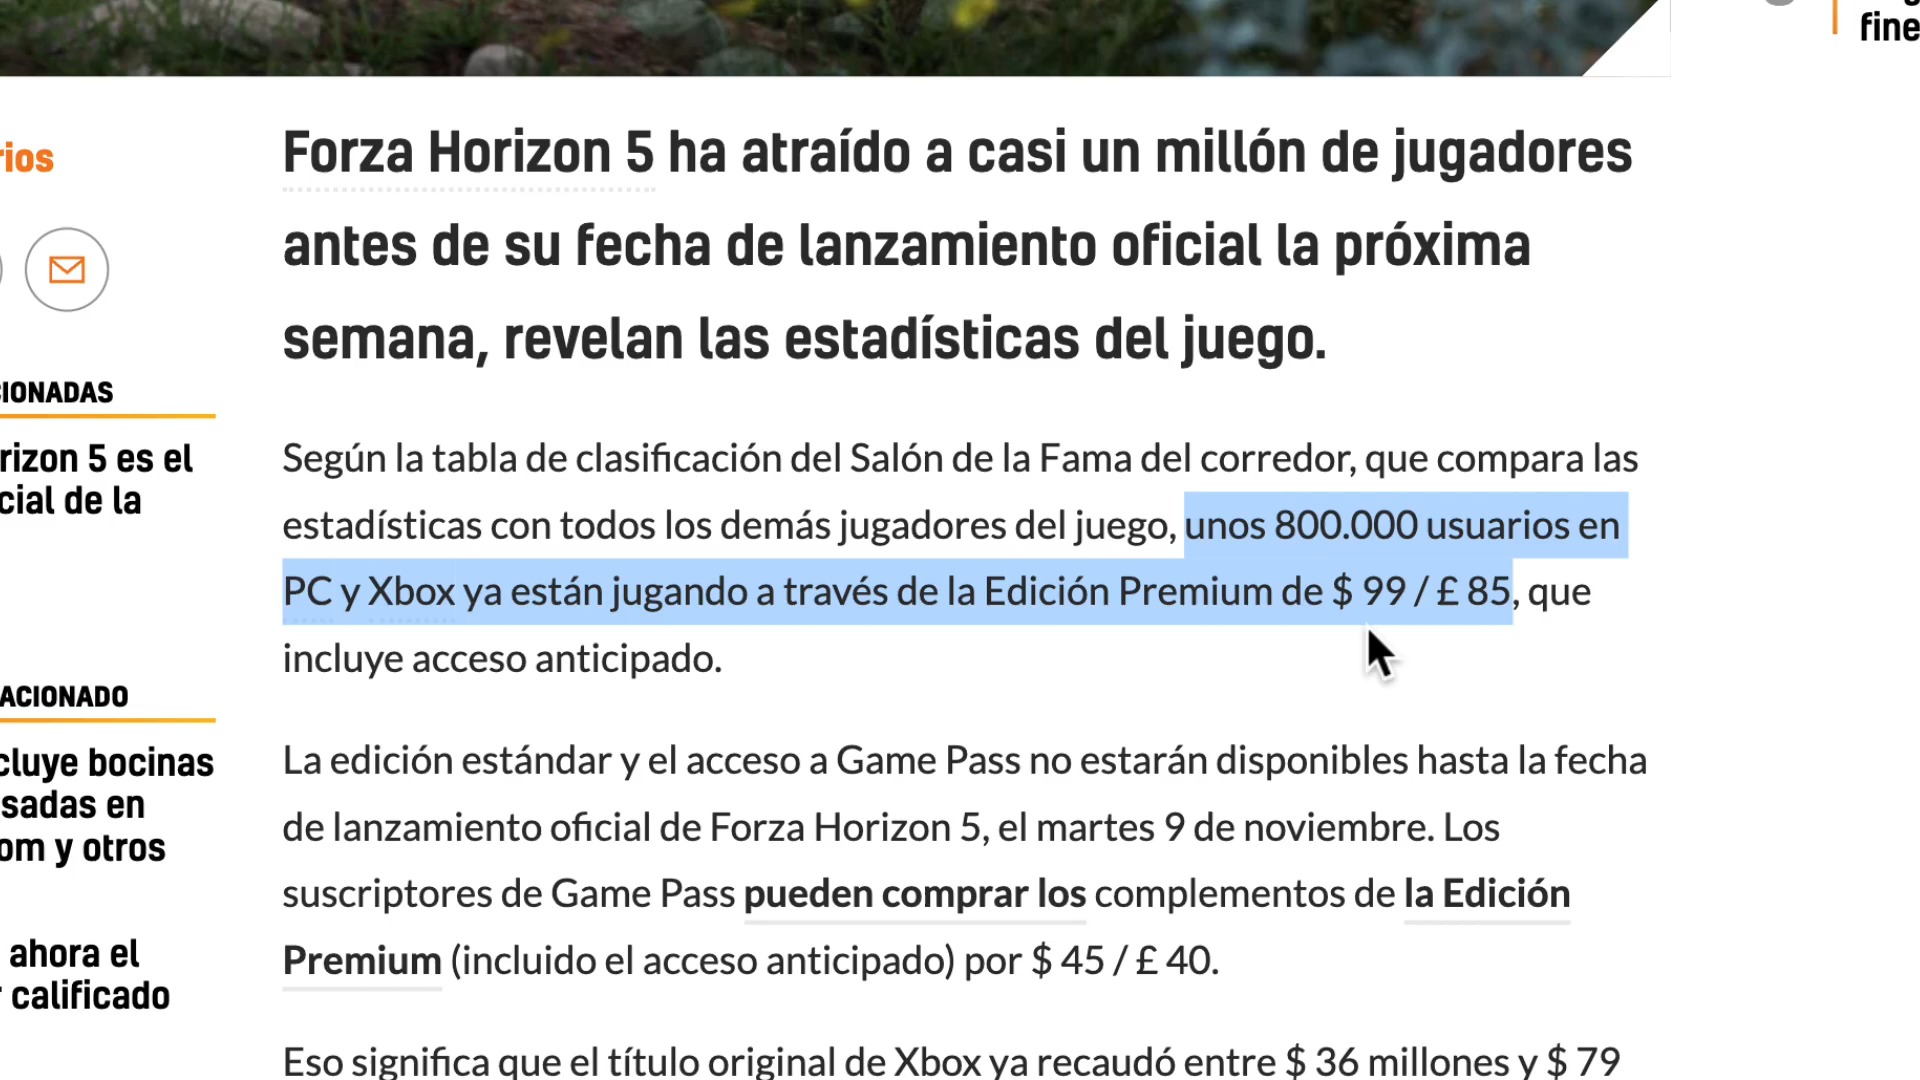 fine
rios
Forza Horizon 5 ha atraído a casi un millón de jugadores
antes de su fecha de lanzamiento oficial la próxima
semana, revelan las estadísticas del juego.
CIONADAS
rizon 5 es el
cial de la
Según la tabla de clasificación del Salón de la Fama del corredor, que compara las
estadísticas con todos los demás jugadores del juego, unos 800.000 usuarios en
PC y Xbox ya están jugando a través de la Edición Premium de $ 99 / £ 85, que
incluye acceso anticipado.
ACIONADO
cluye bocinas
sadas en
om y otros
La edición estándar y el acceso a Game Pass no estarán disponibles hasta la fecha
de lanzamiento oficial de Forza Horizon 5, el martes 9 de noviembre. Los
suscriptores de Game Pass pueden comprar los complementos de la Edición
Premium (incluido el acceso anticipado) por $ 45 / £ 40.
ahora el
r calificado
Eso significa que el título original de Xbox ya recaudó entre $ 36 millones y $ 79